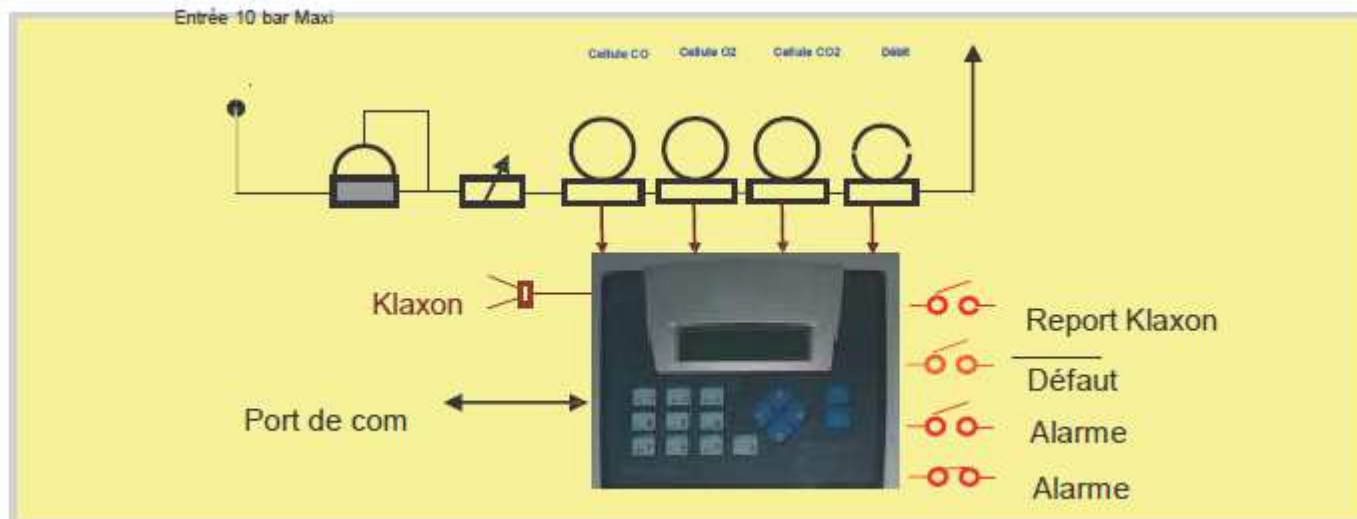 Entrée 10 bar Maxi
Cellule CO
Cellule O2
Cellule CO2
Débit
Klaxon
Report Klaxon
Défaut
Port de com
Alarme
Alarme